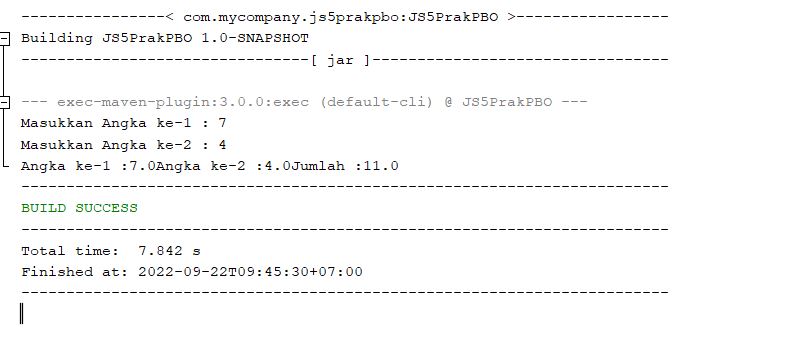 ----------------< com.mycompany.js5prakpbo:JS5PrakPBO >-----------------
Building JS5PrakPBO 1.0-SNAPSHOT
--------------------------------[ jar ]---------------------------------
--- exec-maven-plugin:3.0.0:exec (default-cli) @ JS5PrakPBO ---
Masukkan Angka ke-1 : 7
Masukkan Angka ke-2 : 4
Angka ke-1 :7.0Angka ke-2 :4.0Jumlah :11.0
------------------------------------------------------------------------
BUILD SUCCESS
------------------------------------------------------------------------
Total time:  7.842 s
Finished at: 2022-09-22T09:45:30+07:00
------------------------------------------------------------------------